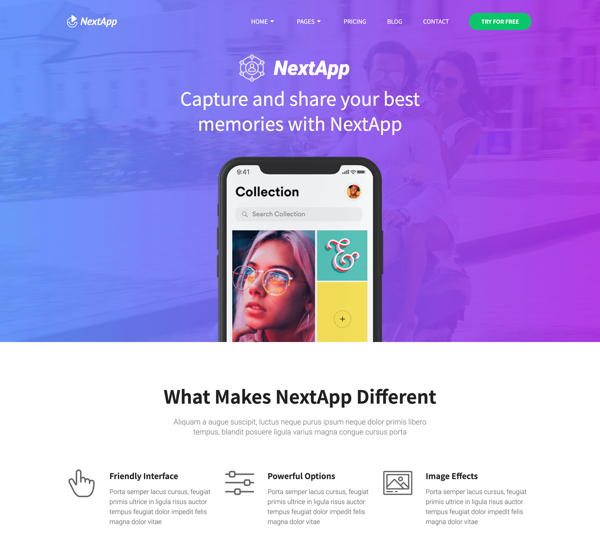 NextApp
HOME
PAGES
PRICING
BLOG
CONTACT
TRY FOR FREE
NextApp
Capture and share your best
memories with NextApp
9:41
Collection
Search Collection
&
+
What Makes NextApp Different
Aliquam a augue suscipit, luctus neque purus ipsum neque dolor primis libero
tempus, blandit posuere ligula varius magna congue cursus porta
Friendly Interface
Porta semper lacus cursus, feugiat
primis ultrice in ligula risus auctor
tempus feugiat dolor impedit felis
magna dolor vitae
Powerful Options
Porta semper lacus cursus, feugiat
primis ultrice in ligula risus auctor
tempus feugiat dolor impedit felis
magna dolor vitae
Image Effects
Porta semper lacus cursus, feugiat
primis ultrice in ligula risus auctor
tempus feugiat dolor impedit felis
magna dolor vitae